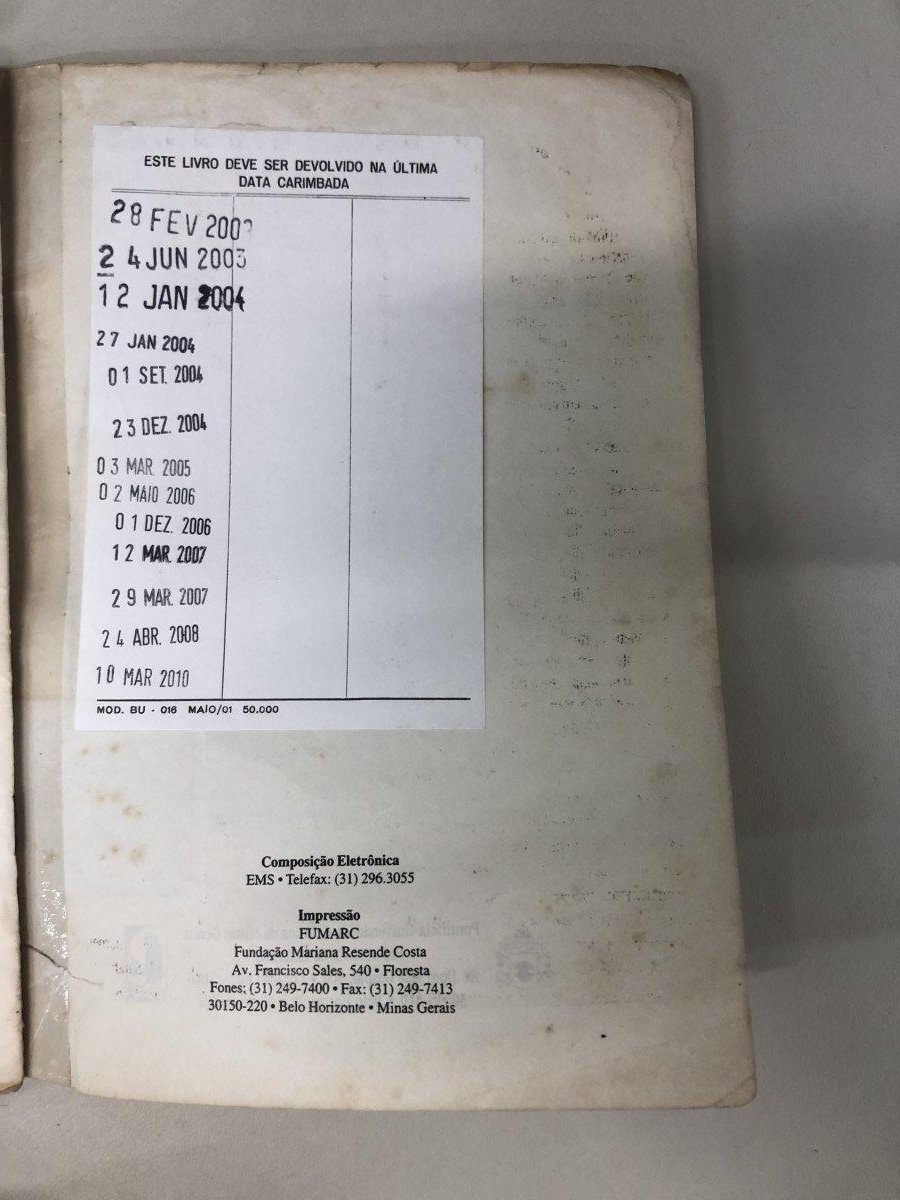 ESTE LIVRO DEVE SER DEVOLVIDO NA ÚLTIMA
DATA CARIMBADA
28 FEV
24 JUN 2003
12 JAN 2004
27 JAN 2004
01 SET. 2004
23 DEZ. 2004
03 MAR. 2005
02 MAIO 2006
01 DEZ. 2006
12 MAR. 2007
29 MAR. 2007
24 ABR. 2008
10 MAR 2010
MOD. BU - 016 MAIO/01 50.000
Composição Eletrônica
EMS • Telefax: (31) 296.3055
Impressão
FUMARC
Fundação Mariana Resende Costa
Av. Francisco Sales, 540 • Floresta
Fones: (31) 249-7400 • Fax: (31) 249-7413
30150-220 • Belo Horizonte • Minas Gerais